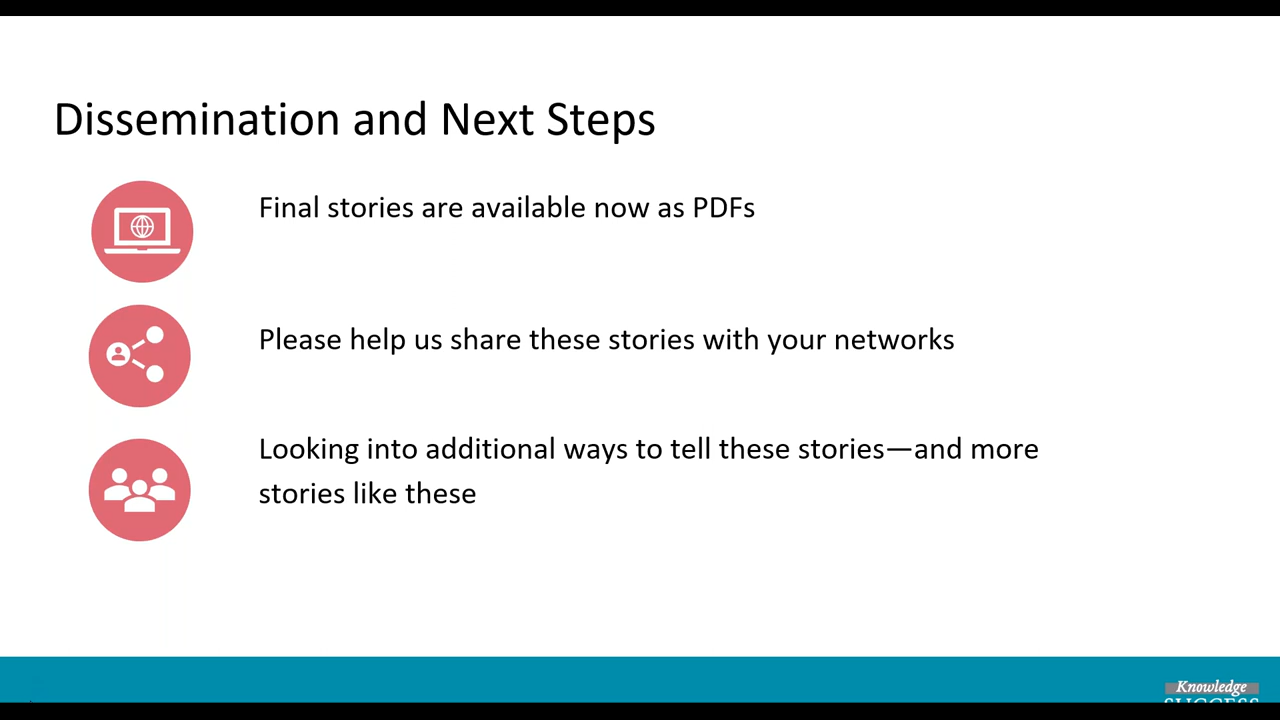 Dissemination and Next Steps
Final stories are available now as PDFs
Please help us share these stories with your networks
Looking into additional ways to tell these stories—and more
stories like these
Knowledge
SUCCESS